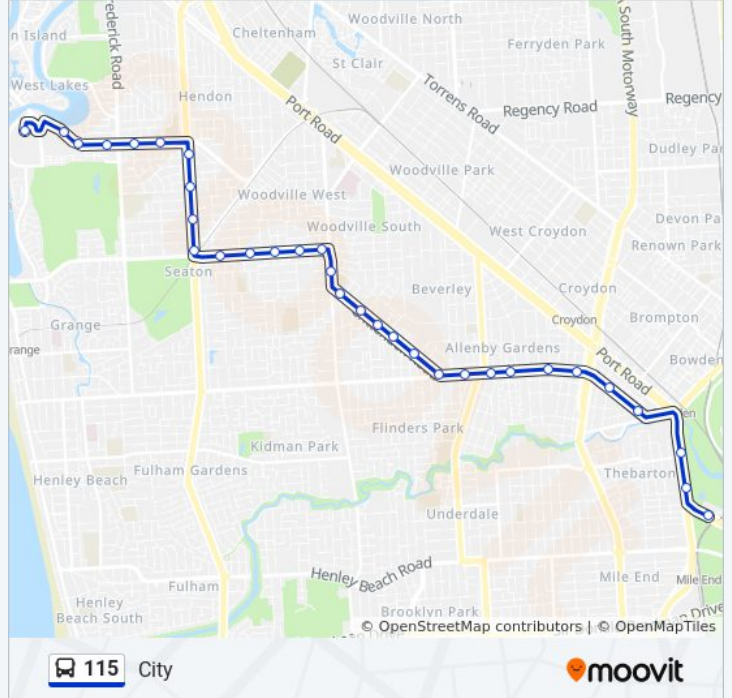 Woodville North
n Island
rederick Road
Cheltenham
Ferryden Park
South Motorway
St Clair
West Lakes
Torrens Road
Hendon
Port Road
Regency Road
Regency
Dudley Par
Woodville Park
Woodville West
Woodville South
West Croydon
Devon Pa
Renown Park
Seaton
Beverley
Croydon
Grange
Croydon
Brompton
range
Allenby Gardens
Port Road
Bowden
Flinders Park
Kidman Park
Fulham Gardens
Thebarton
Henley Beach
Underdale
Henley Beach Road
Fulham
Mile End
Mile End
Henley
Beach South
Brooklyn Park
© OpenStreetMap contributors | © OpenMapTiles
115 City
moovit